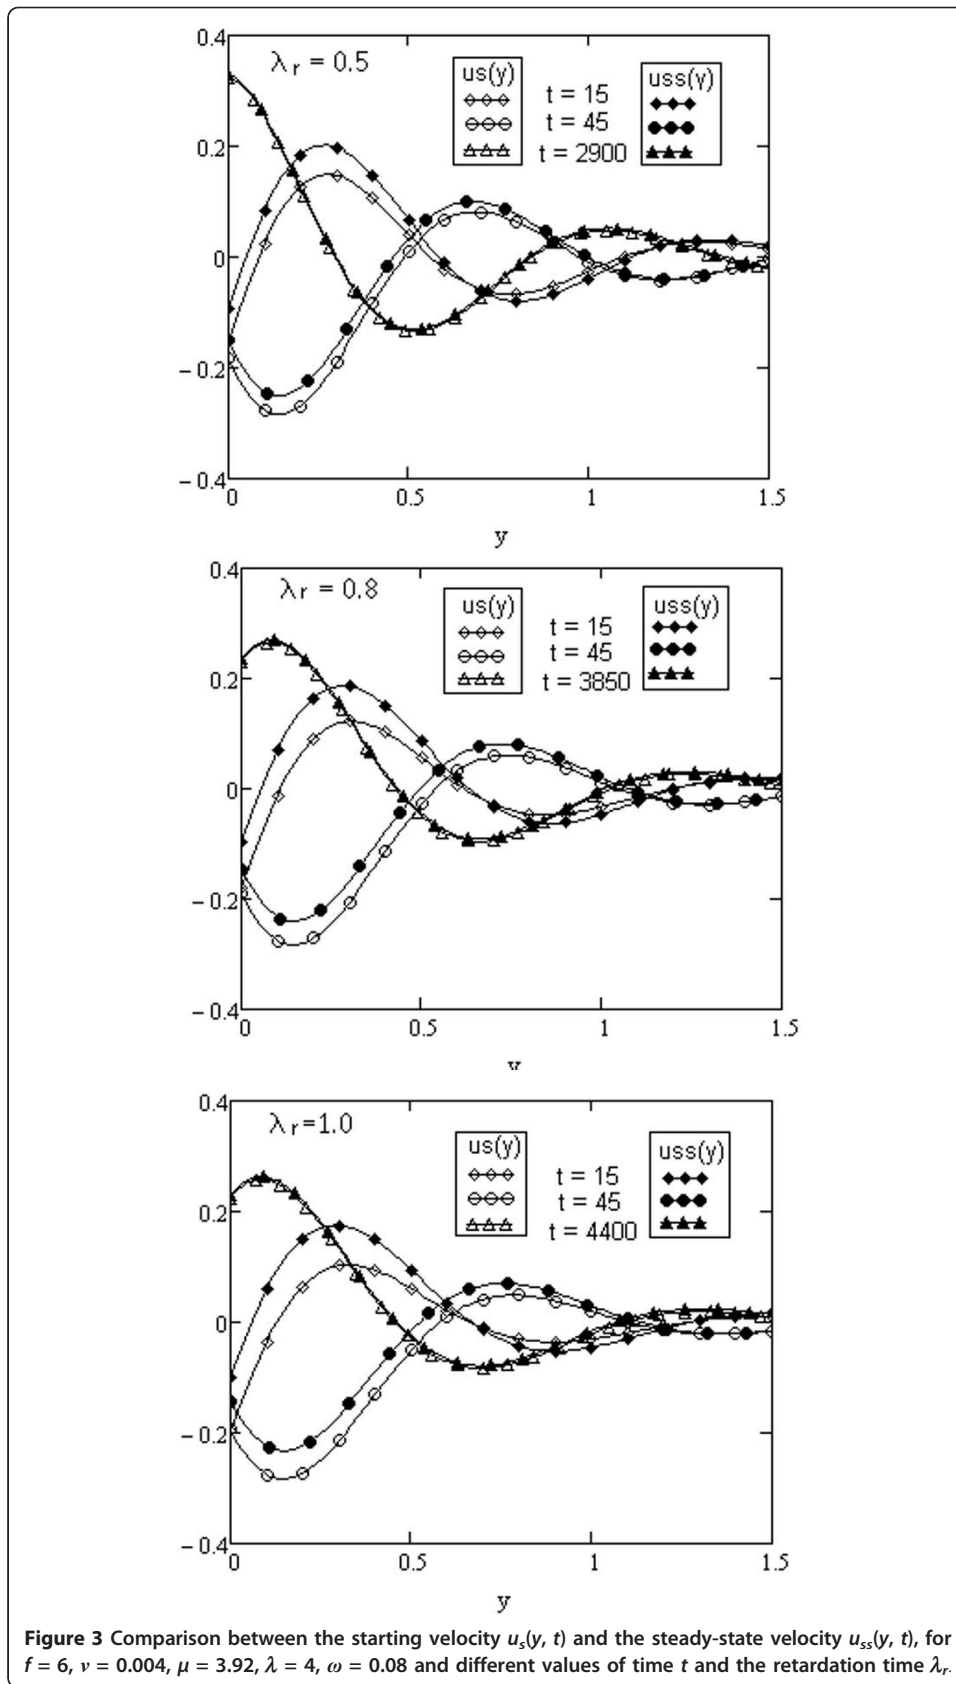 0.4
λr = 0.5
us(y)
uss(y)
t = 15
t = 45
t = 2900
0.2
0
− 0.2
− 0.4
0
0.5
1
1.5
y
0.4
λr = 0.8
us(y)
uss(y)
t = 15
t = 45
t = 3850
0.2
0
− 0.2
− 0.4
0
0.5
1
1.5
y
0.4
λr=1.0
us(y)
uss(y)
t = 15
t = 45
t = 4400
0.2
0
− 0.2
− 0.4
0
0.5
1
1.5
y
Figure 3 Comparison between the starting velocity us(y, t) and the steady-state velocity uss(y, t), for
f = 6, ν = 0.004, μ = 3.92, λ = 4, ω = 0.08 and different values of time t and the retardation time λr.